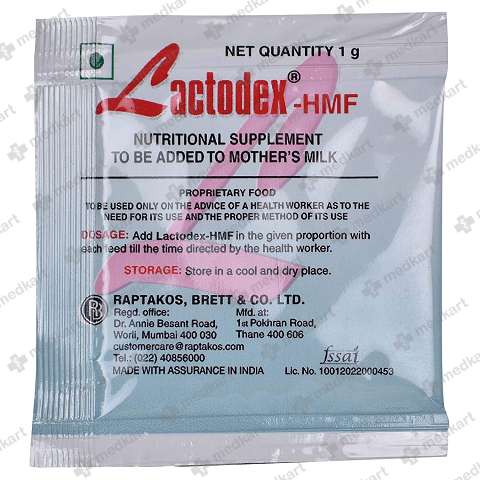 NET QUANTITY 1 g
Lactodex®-HMF
NUTRITIONAL SUPPLEMENT
TO BE ADDED TO MOTHER'S MILK
PROPRIETARY FOOD
TO BE USED ONLY ON THE ADVICE OF A HEALTH WORKER AS TO THE
NEED FOR ITS USE AND THE PROPER METHOD OF ITS USE
DOSAGE: Add Lactodex-HMF in the given proportion with
each feed till the time directed by the health worker.
STORAGE: Store in a cool and dry place.
RAPTAKOS, BRETT & CO. LTD.
Regd. office: Mfd. at:
Dr. Annie Besant Road, 1st Pokhran Road,
Worli, Mumbai 400 030 Thane 400 606
customercare@raptakos.com
Tel.: (022) 40856000
fssai
MADE WITH ASSURANCE IN INDIA Lic. No. 10012022000453
medkart